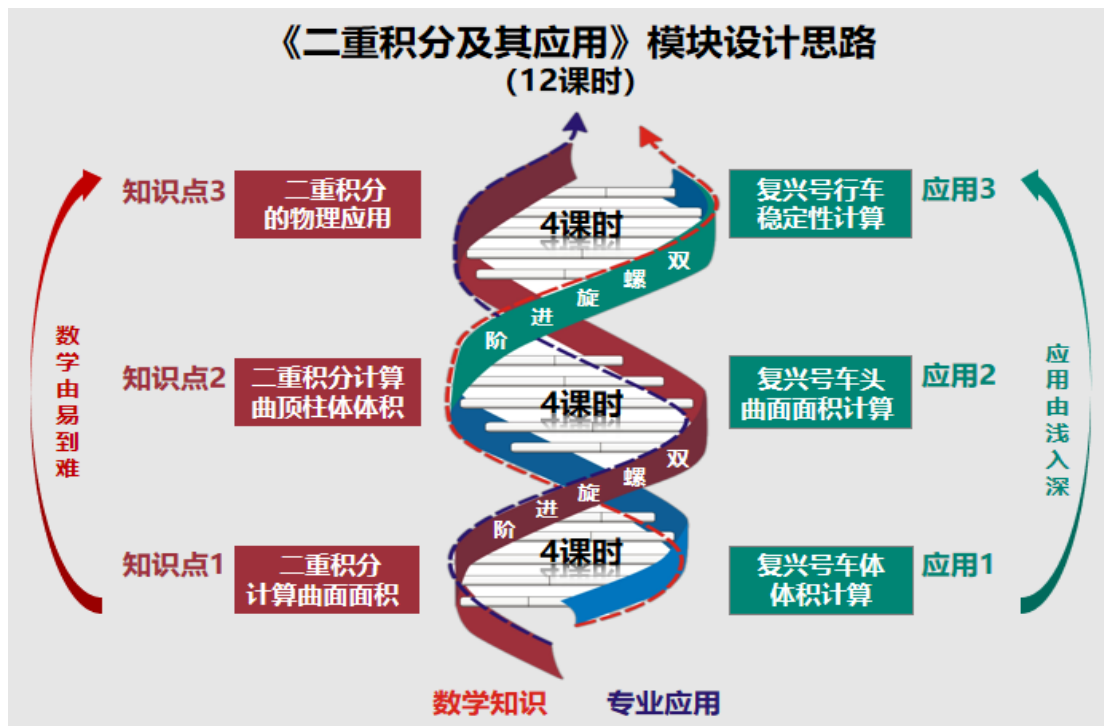 《二重积分及其应用》模块设计思路
(12课时)
知识点3
二重积分
的物理应用
4课时
复兴号行车
稳定性计算
应用3
阶进旋螺双
数学由易到难
知识点2
二重积分计算
曲顶柱体体积
4课时
复兴号车头
曲面面积计算
应用2
应用由浅入深
阶进旋螺双
知识点1
二重积分
计算曲面面积
4课时
复兴号车体
体积计算
应用1
数学知识
专业应用